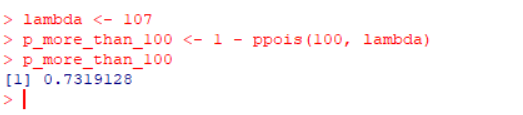 > lambda <- 107
> p_more_than_100 <- 1 - ppois(100, lambda)
> p_more_than_100
[1] 0.7319128
>